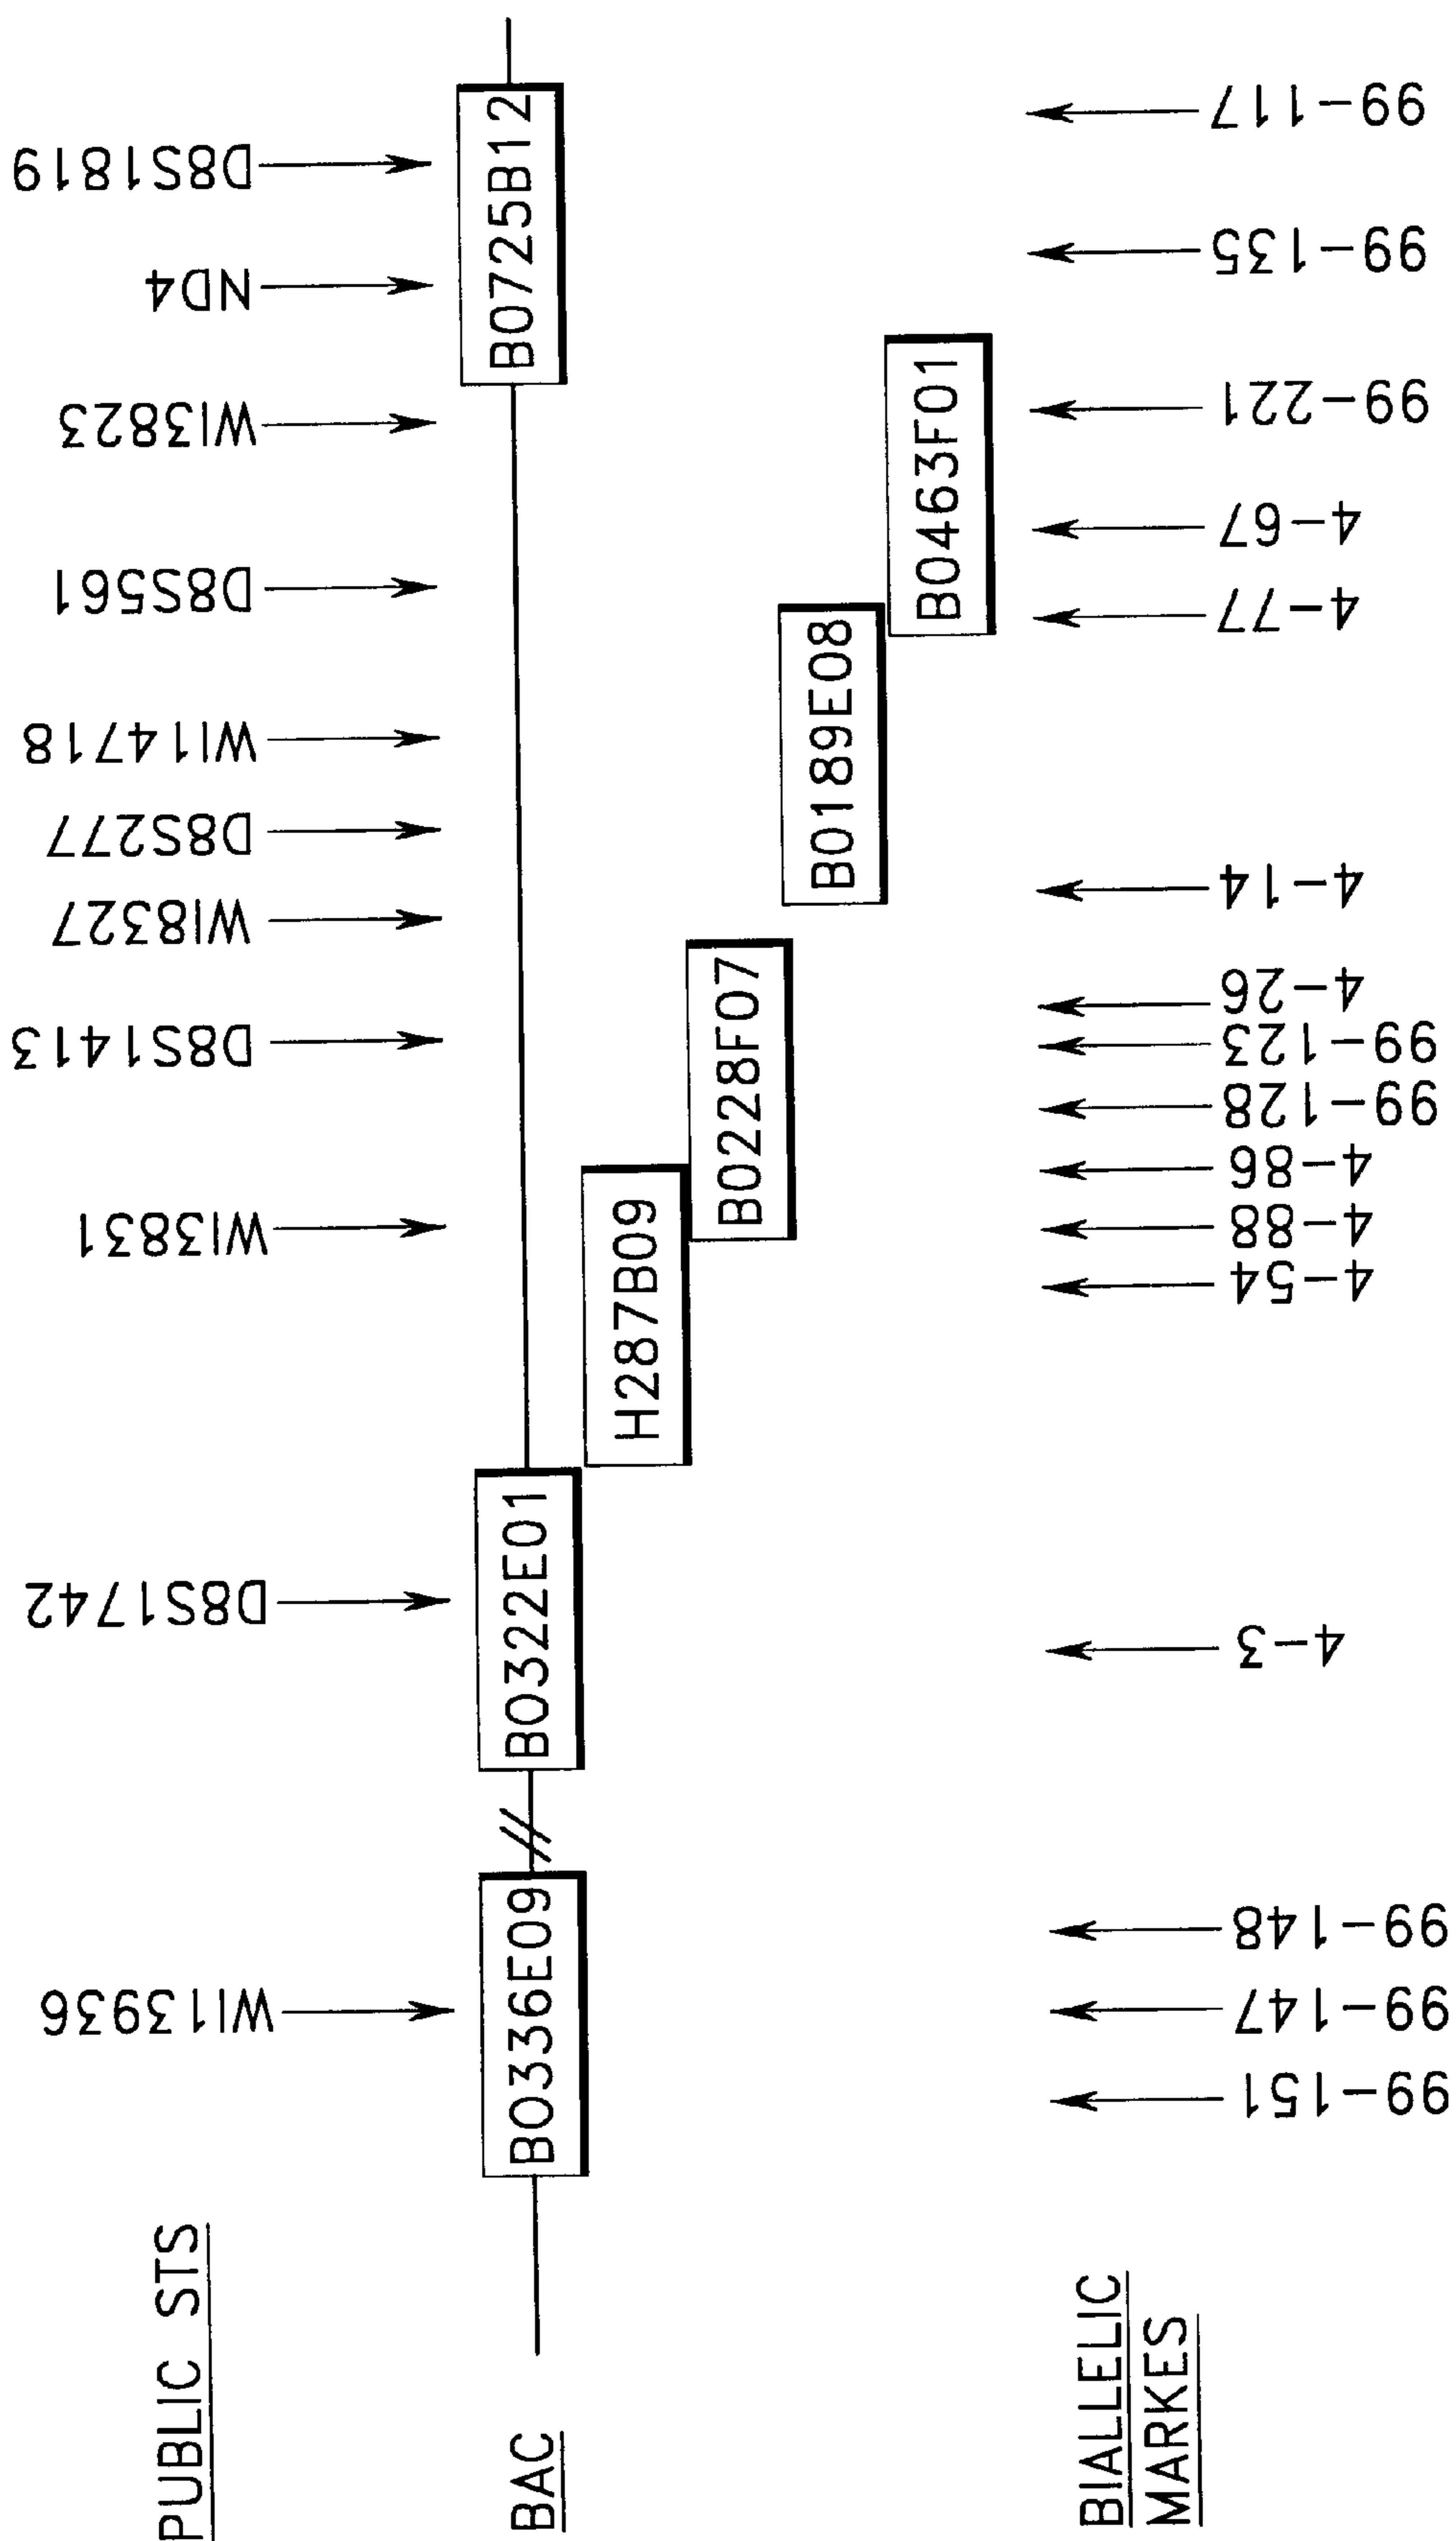 PUBLIC STS
WI13936
D8S1742
WI3831
D8S1413
WI8327
D8S277
WI14718
D8S561
WI3823
ND4
D8S1819
BAC
B0336E09
B0322E01
H287B09
B0228F07
B0189E08
B0463F01
B0725B12
BIALLELIC
MARKES
99-151
99-147
99-148
4-3
4-54
4-88
4-86
99-128
99-123
4-26
4-14
4-77
4-67
99-221
99-135
99-117